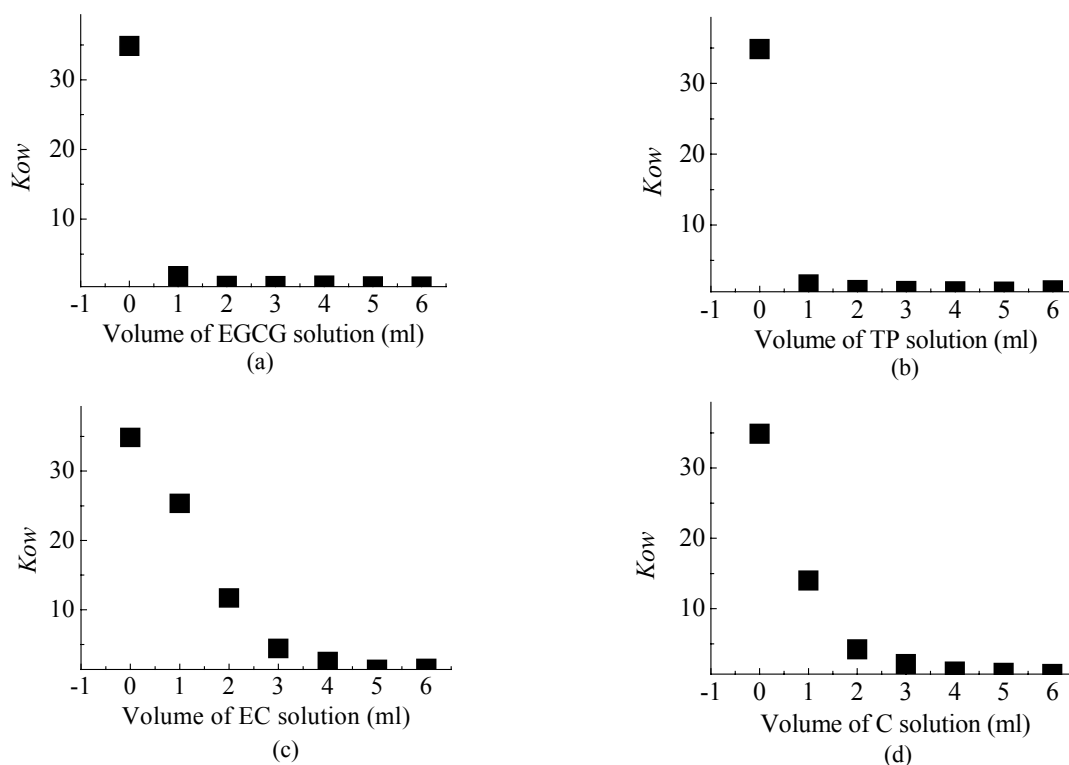 Kow
30
20
10
-1 0 1 2 3 4 5 6
Volume of EGCG solution (ml)
(a)
Kow
30
20
10
-1 0 1 2 3 4 5 6
Volume of TP solution (ml)
(b)
Kow
30
20
10
-1 0 1 2 3 4 5 6
Volume of EC solution (ml)
(c)
Kow
30
20
10
-1 0 1 2 3 4 5 6
Volume of C solution (ml)
(d)